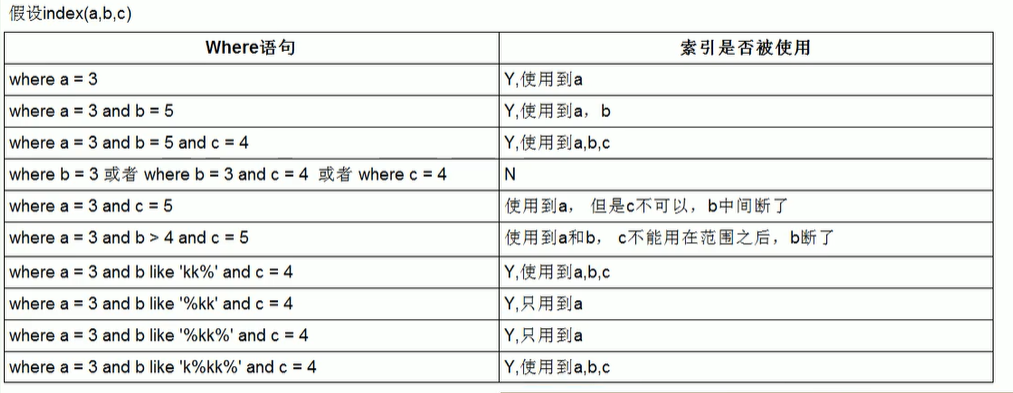 假设index(a,b,c)
Where语句 索引是否被使用
where a = 3 Y,使用到a
where a = 3 and b = 5 Y,使用到a，b
where a = 3 and b = 5 and c = 4 Y,使用到a,b,c
where b = 3 或者 where b = 3 and c = 4 或者 where c = 4 N
where a = 3 and c = 5 使用到a， 但是c不可以，b中间断了
where a = 3 and b > 4 and c = 5 使用到a和b， c不能用在范围之后，b断了
where a = 3 and b like 'kk%' and c = 4 Y,使用到a,b,c
where a = 3 and b like '%kk' and c = 4 Y,只用到a
where a = 3 and b like '%kk%' and c = 4 Y,只用到a
where a = 3 and b like 'k%kk%' and c = 4 Y,使用到a,b,c